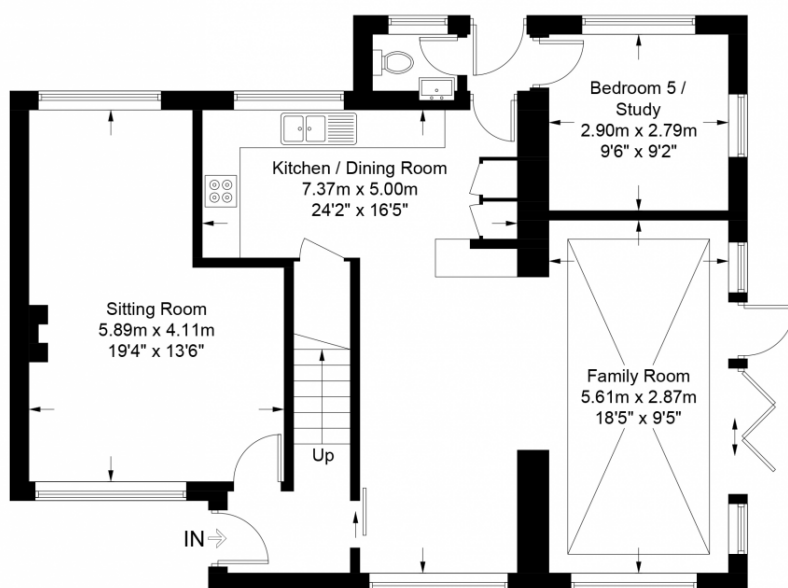 Bedroom 5 /
Study
2.90m x 2.79m
9'6" x 9'2"
Kitchen / Dining Room
7.37m x 5.00m
24'2" x 16'5"
Sitting Room
5.89m x 4.11m
19'4" x 13'6"
Family Room
5.61m x 2.87m
18'5" x 9'5"
Up
IN